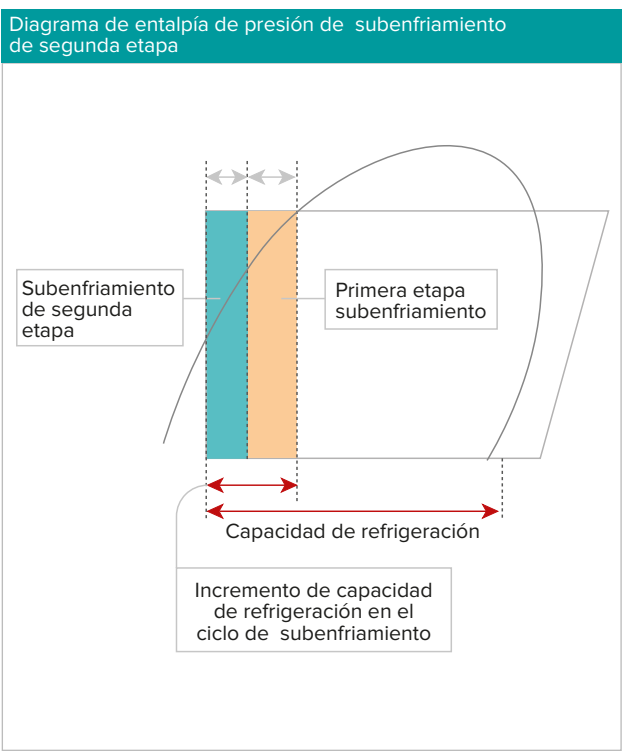 Diagrama de entalpía de presión de subenfriamiento
de segunda etapa
Subenfriamiento
de segunda
etapa
Primera etapa
subenfriamiento
Capacidad de refrigeración
Incremento de capacidad
de refrigeración en el
ciclo de subenfriamiento